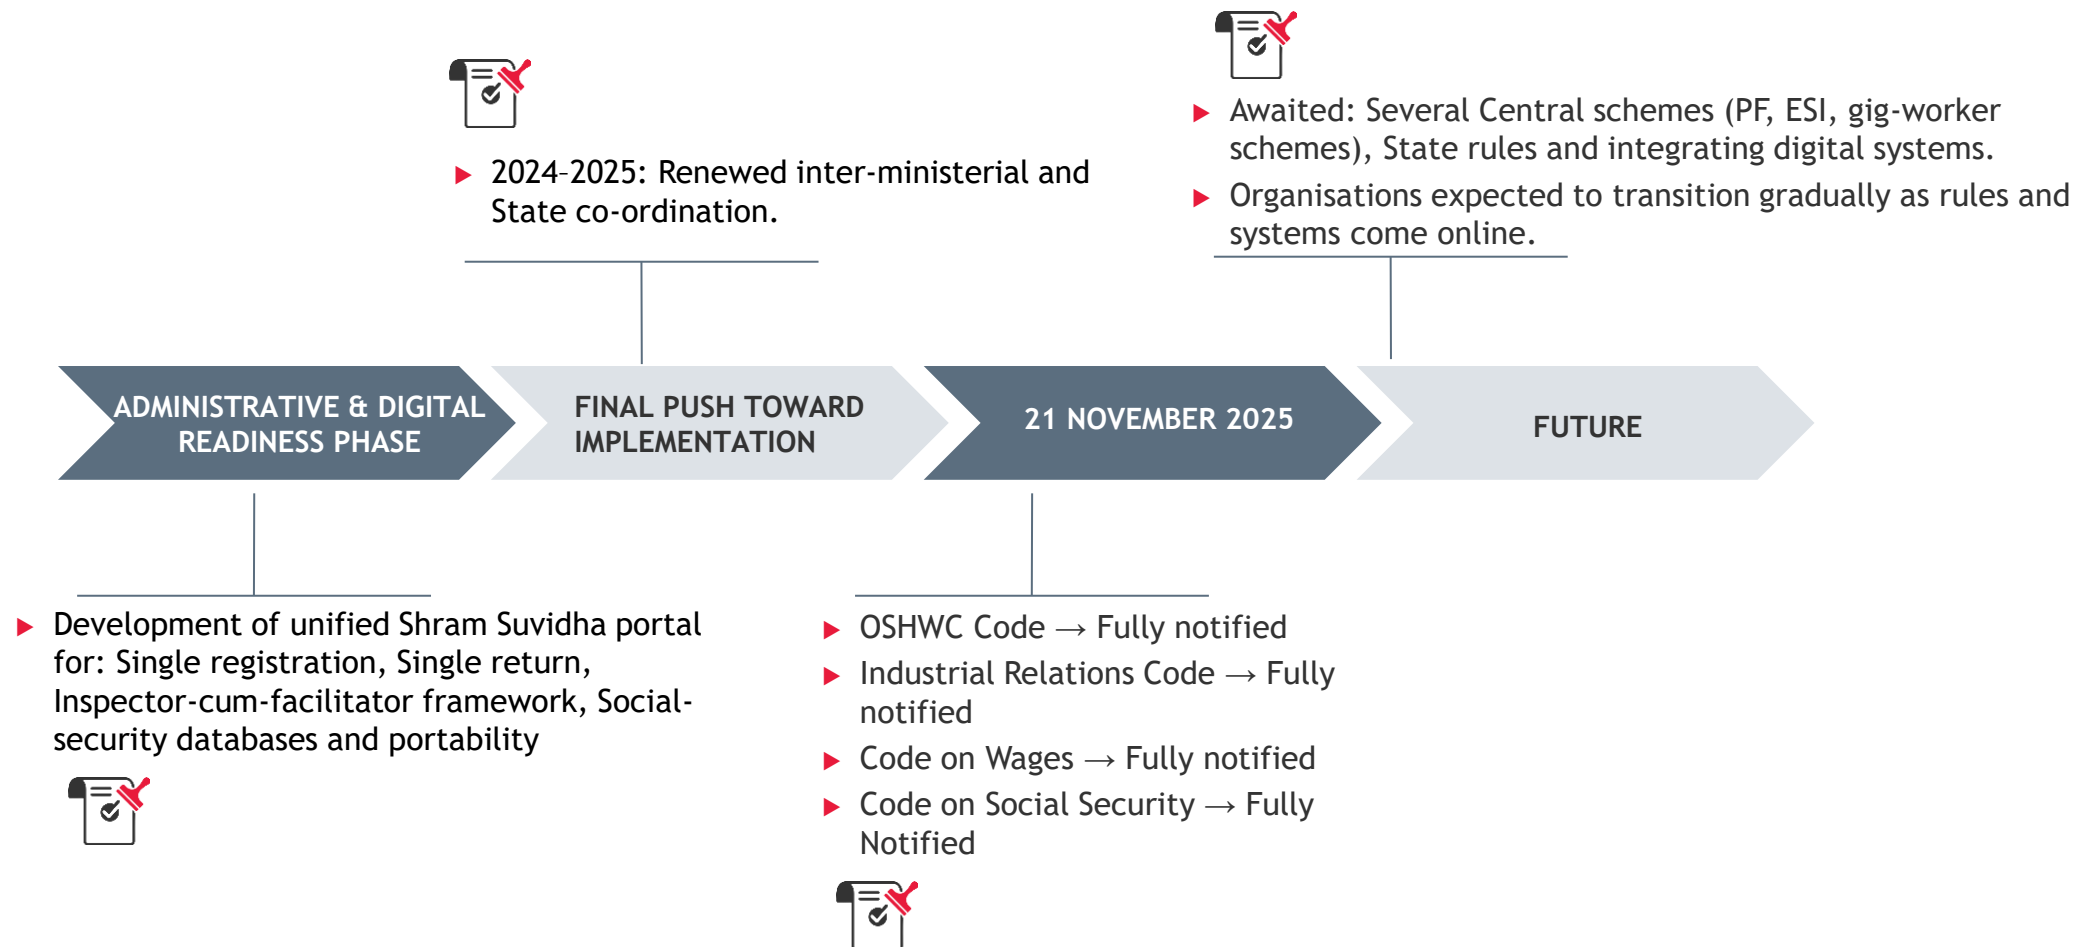 ▶ 2024–2025: Renewed inter-ministerial and
State co-ordination.
▶ Awaited: Several Central schemes (PF, ESI, gig-worker
schemes), State rules and integrating digital systems.
▶ Organisations expected to transition gradually as rules and
systems come online.
ADMINISTRATIVE & DIGITAL
READINESS PHASE
FINAL PUSH TOWARD
IMPLEMENTATION
21 NOVEMBER 2025
FUTURE
▶ Development of unified Shram Suvidha portal
for: Single registration, Single return,
Inspector-cum-facilitator framework, Social-
security databases and portability
▶ OSHWC Code → Fully notified
▶ Industrial Relations Code → Fully
notified
▶ Code on Wages → Fully notified
▶ Code on Social Security → Fully
Notified